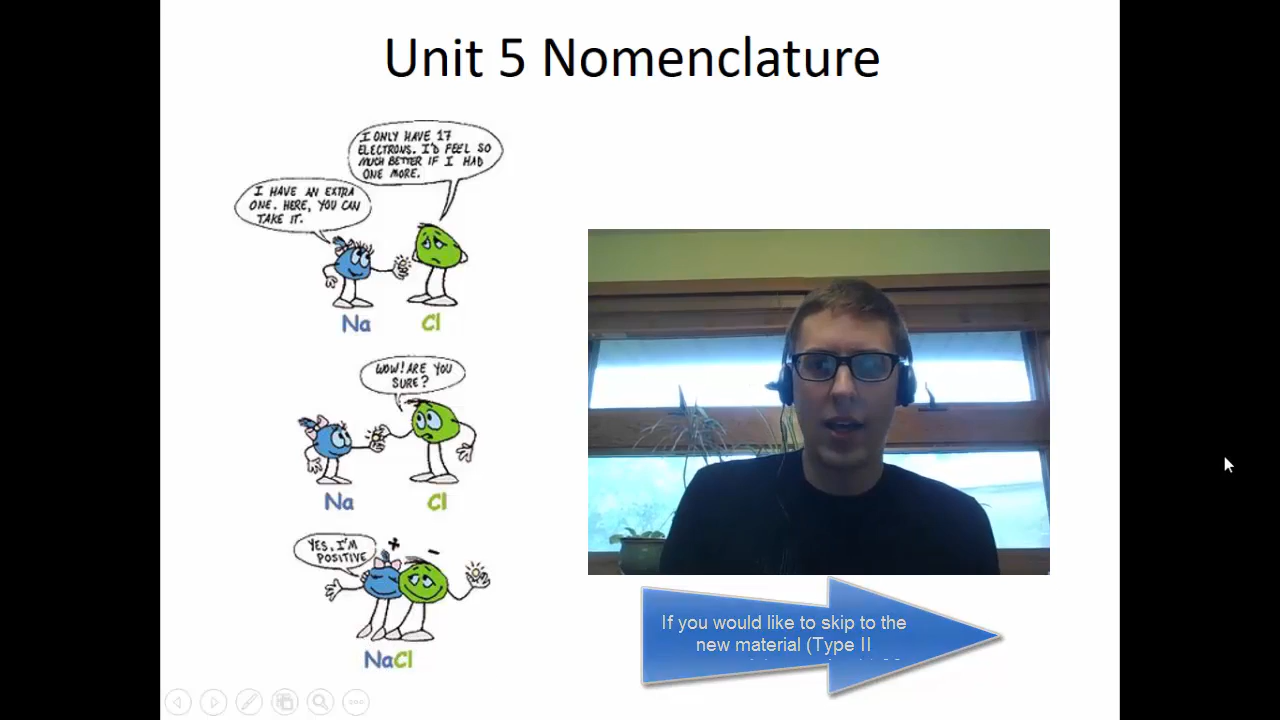 Unit 5 Nomenclature
I ONLY HAVE 17
ELECTRONS. I'D FEEL SO
MUCH BETTER IF I HAD
ONE MORE.
I HAVE AN EXTRA
ONE. HERE, YOU CAN
TAKE IT.
Na
Cl
WOW! ARE YOU
SURE?
Na
Cl
YES, I'M
POSITIVE
+
-
NaCl
If you would like to skip to the
new material (Type II